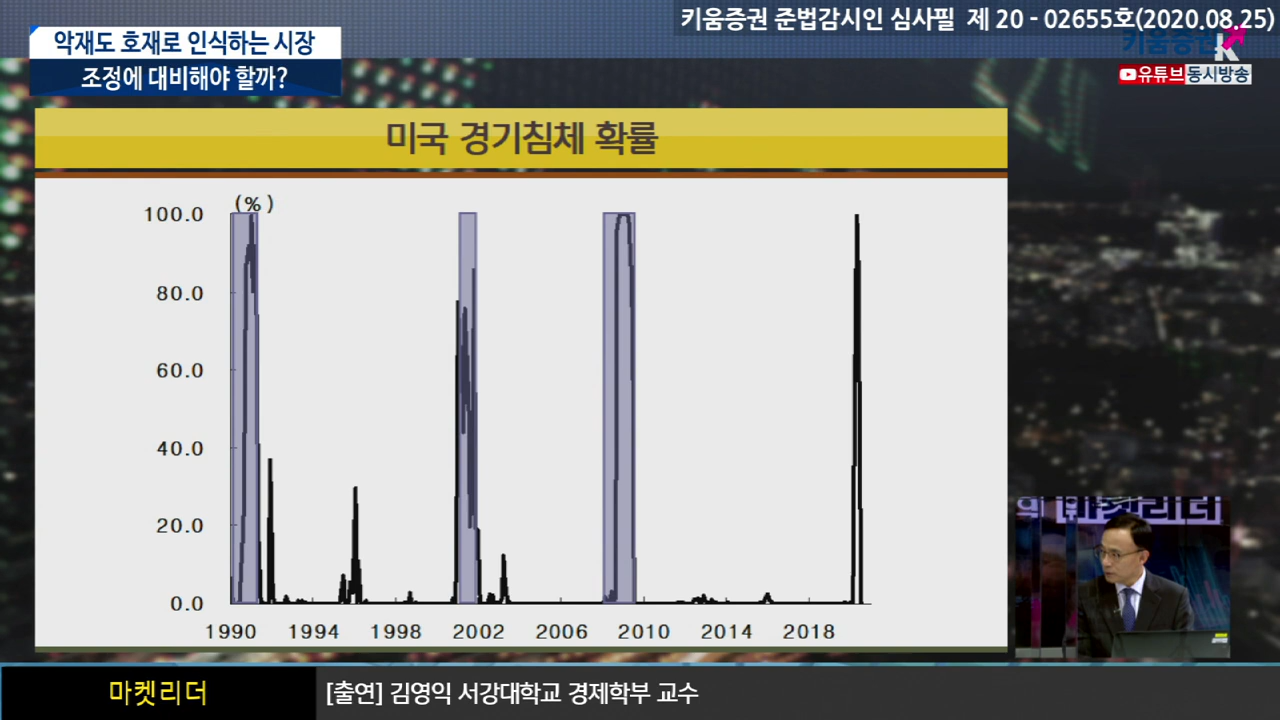 키움증권 준법감시인 심사필 제 20 - 02655호(2020.08.25)
악재도 호재로 인식하는 시장
조정에 대비해야 할까?
키움증권
유튜브 동시방송
미국 경기침체 확률
(%)
100.0
80.0
60.0
40.0
20.0
0.0
1990 1994 1998 2002 2006 2010 2014 2018
마켓리더
마켓리더
[출연] 김영익 서강대학교 경제학부 교수